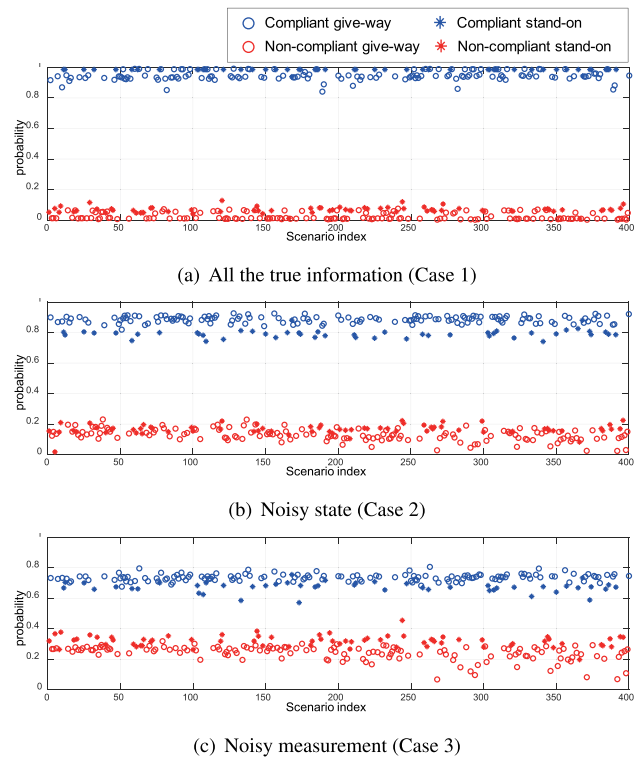 Compliant give-way
Compliant stand-on
Non-compliant give-way
Non-compliant stand-on
probability
0.8
0.6
0.4
0.2
0
0 50 100 150 200 250 300 350 400
Scenario index
(a) All the true information (Case 1)
probability
0.8
0.6
0.4
0.2
0
0 50 100 150 200 250 300 350 400
Scenario index
(b) Noisy state (Case 2)
probability
0.8
0.6
0.4
0.2
0
0 50 100 150 200 250 300 350 400
Scenario index
(c) Noisy measurement (Case 3)